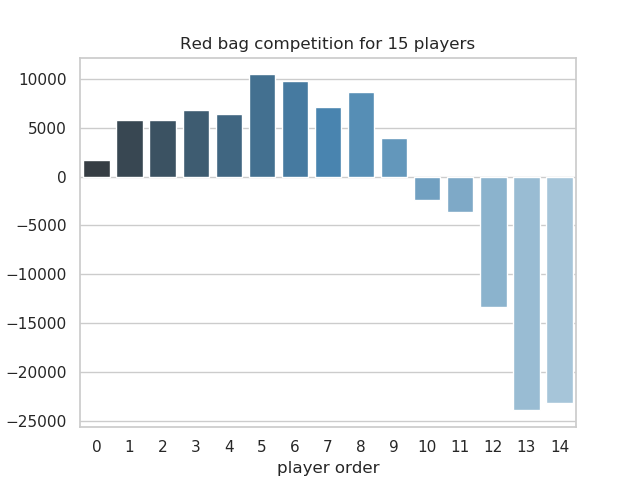 Red bag competition for 15 players
10000
5000
0
−5000
−10000
−15000
−20000
−25000
0 1 2 3 4 5 6 7 8 9 10 11 12 13 14
player order